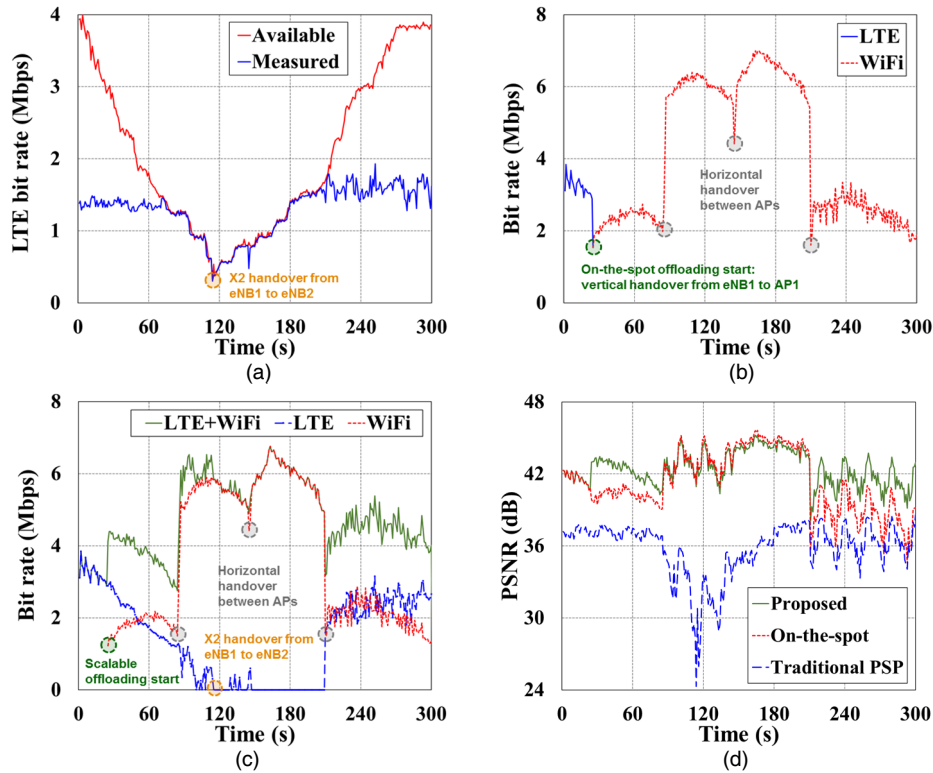 4
3
2
1
0
LTE bit rate (Mbps)
Available
Measured
X2 handover from
eNB1 to eNB2
0 60 120 180 240 300
Time (s)
(a)
8
6
4
2
0
Bit rate (Mbps)
LTE
WiFi
Horizontal
handover
between APs
On-the-spot offloading start:
vertical handover from eNB1 to AP1
0 60 120 180 240 300
Time (s)
(b)
8
6
4
2
0
Bit rate (Mbps)
LTE+WiFi LTE WiFi
Horizontal
handover
between APs
X2 handover from
eNB1 to eNB2
Scalable
offloading start
0 60 120 180 240 300
Time (s)
(c)
48
42
36
30
24
PSNR (dB)
Proposed
On-the-spot
Traditional PSP
0 60 120 180 240 300
Time (s)
(d)